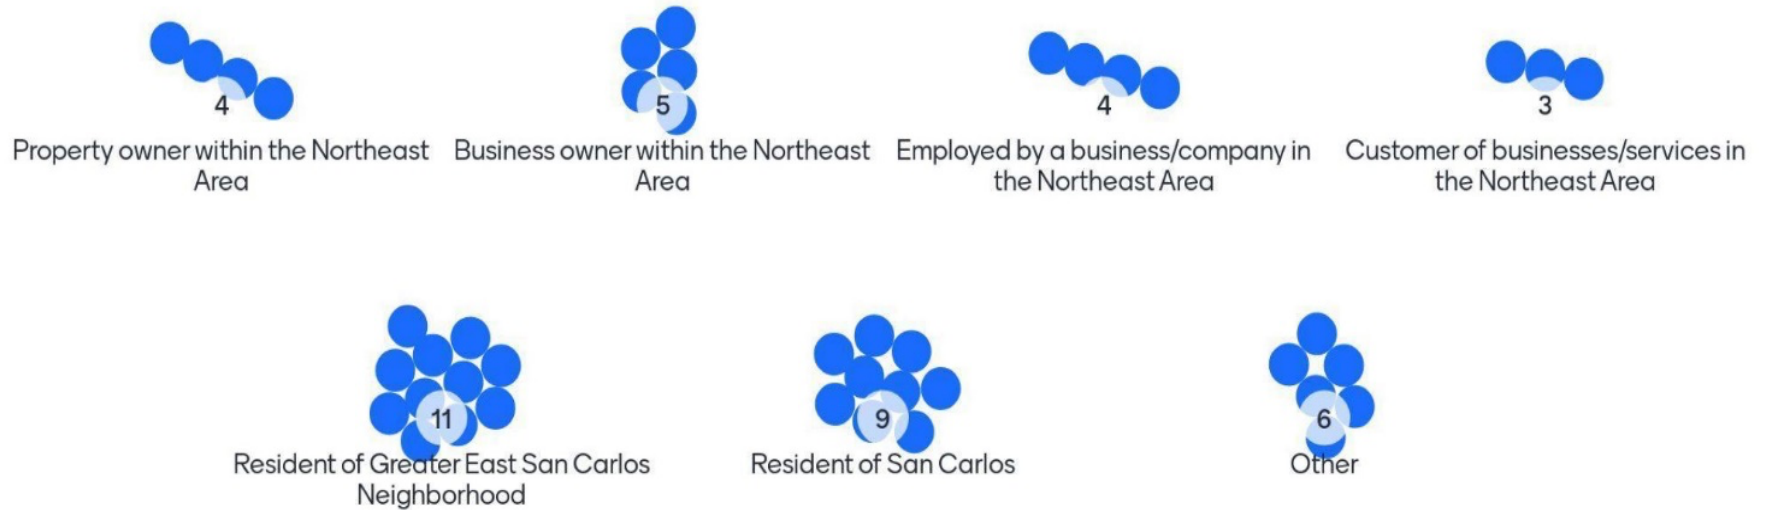 4
5
4
3
Property owner within the Northeast
Area
Business owner within the Northeast
Area
Employed by a business/company in
the Northeast Area
Customer of businesses/services in
the Northeast Area
11
9
6
Resident of Greater East San Carlos
Neighborhood
Resident of San Carlos
Other